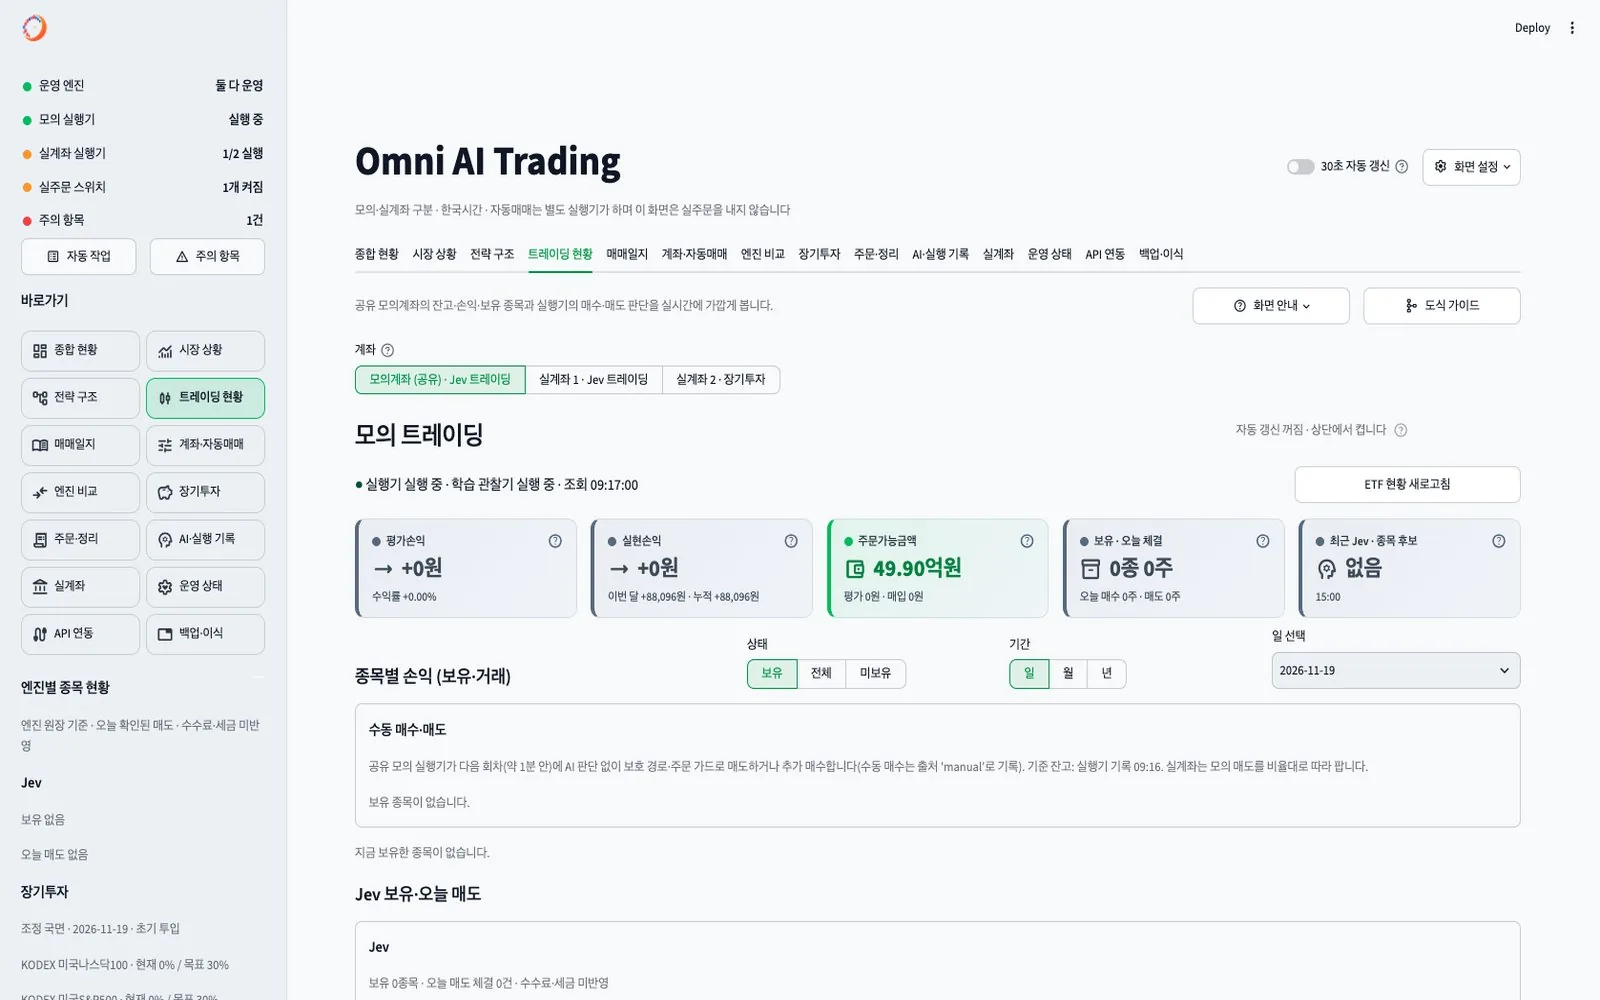 Deploy
운영 엔진 둘 다 운영
모의 실행기 실행 중
실계좌 실행기 1/2 실행
실주문 스위치 1개 켜짐
주의 항목 1건
자동 작업 주의 항목
바로가기
종합 현황 시장 상황
전략 구조 트레이딩 현황
매매일지 계좌·자동매매
엔진 비교 장기투자
주문·정리 AI·실행 기록
실계좌 운영 상태
API 연동 백업·이식
엔진별 종목 현황
엔진 원장 기준 · 오늘 확인된 매도 · 수수료·세금 미반
영
Jev
보유 없음
오늘 매도 없음
장기투자
조정 국면 · 2026-11-19 · 초기 투입
KODEX 미국나스닥100 · 현재 0% / 목표 30%
KODEX 미국S&P500 · 현재 0% / 목표 30%
Omni AI Trading
30초 자동 갱신 화면 설정
모의·실계좌 구분 · 한국시간 · 자동매매는 별도 실행기가 하며 이 화면은 실주문을 내지 않습니다
종합 현황 시장 상황 전략 구조 트레이딩 현황 매매일지 계좌·자동매매 엔진 비교 장기투자 주문·정리 AI·실행 기록 실계좌 운영 상태 API 연동 백업·이식
공유 모의계좌의 잔고·손익·보유 종목과 실행기의 매수·매도 판단을 실시간에 가깝게 봅니다.
화면 안내 도식 가이드
계좌
모의계좌 (공유) · Jev 트레이딩 실계좌 1 · Jev 트레이딩 실계좌 2 · 장기투자
모의 트레이딩
자동 갱신 꺼짐 · 상단에서 켭니다
실행기 실행 중 · 학습 관찰기 실행 중 · 조회 09:17:00
ETF 현황 새로고침
평가손익
+0원
수익률 +0.00%
실현손익
+0원
이번 달 +88,096원 · 누적 +88,096원
주문가능금액
49.90억원
평가 0원 · 매입 0원
보유 · 오늘 체결
0종 0주
오늘 매수 0주 · 매도 0주
최근 Jev · 종목 후보
없음
15:00
종목별 손익 (보유·거래)
상태
보유 전체 미보유
기간
일 월 년
일 선택
2026-11-19
수동 매수·매도
공유 모의 실행기가 다음 회차(약 1분 안)에 AI 판단 없이 보호 경로·주문 가드로 매도하거나 추가 매수합니다(수동 매수는 출처 'manual'로 기록). 기준 잔고: 실행기 기록 09:16. 실계좌는 모의 매도를 비율대로 따라 팝니다.
보유 종목이 없습니다.
지금 보유한 종목이 없습니다.
Jev 보유·오늘 매도
Jev
보유 0종목 · 오늘 매도 체결 0건 · 수수료·세금 미반영